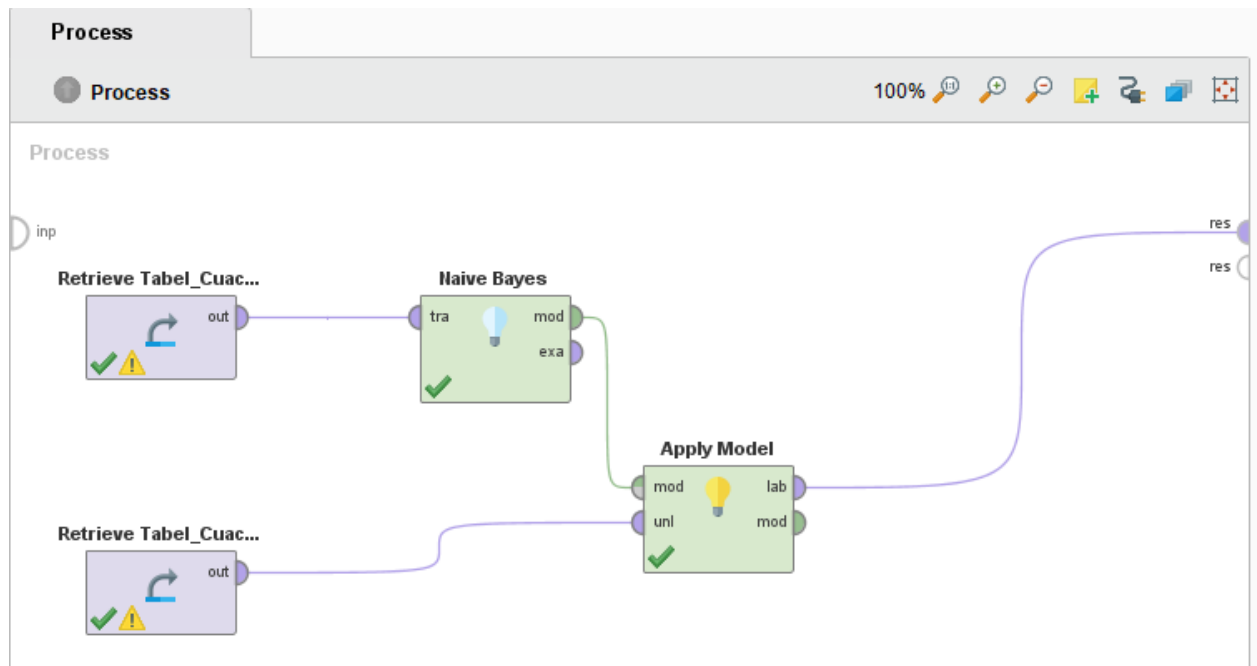 Process
Process
100%
Process
inp
res
res
Retrieve Tabel_Cuac...
out
Naive Bayes
tra
mod
exa
Apply Model
mod
lab
unl
mod
Retrieve Tabel_Cuac...
out